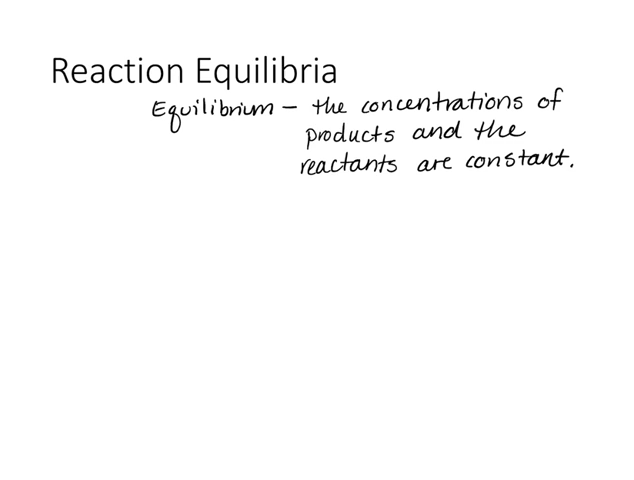 Reaction Equilibria
Equilibrium – the concentrations of
products and the
reactants are constant.